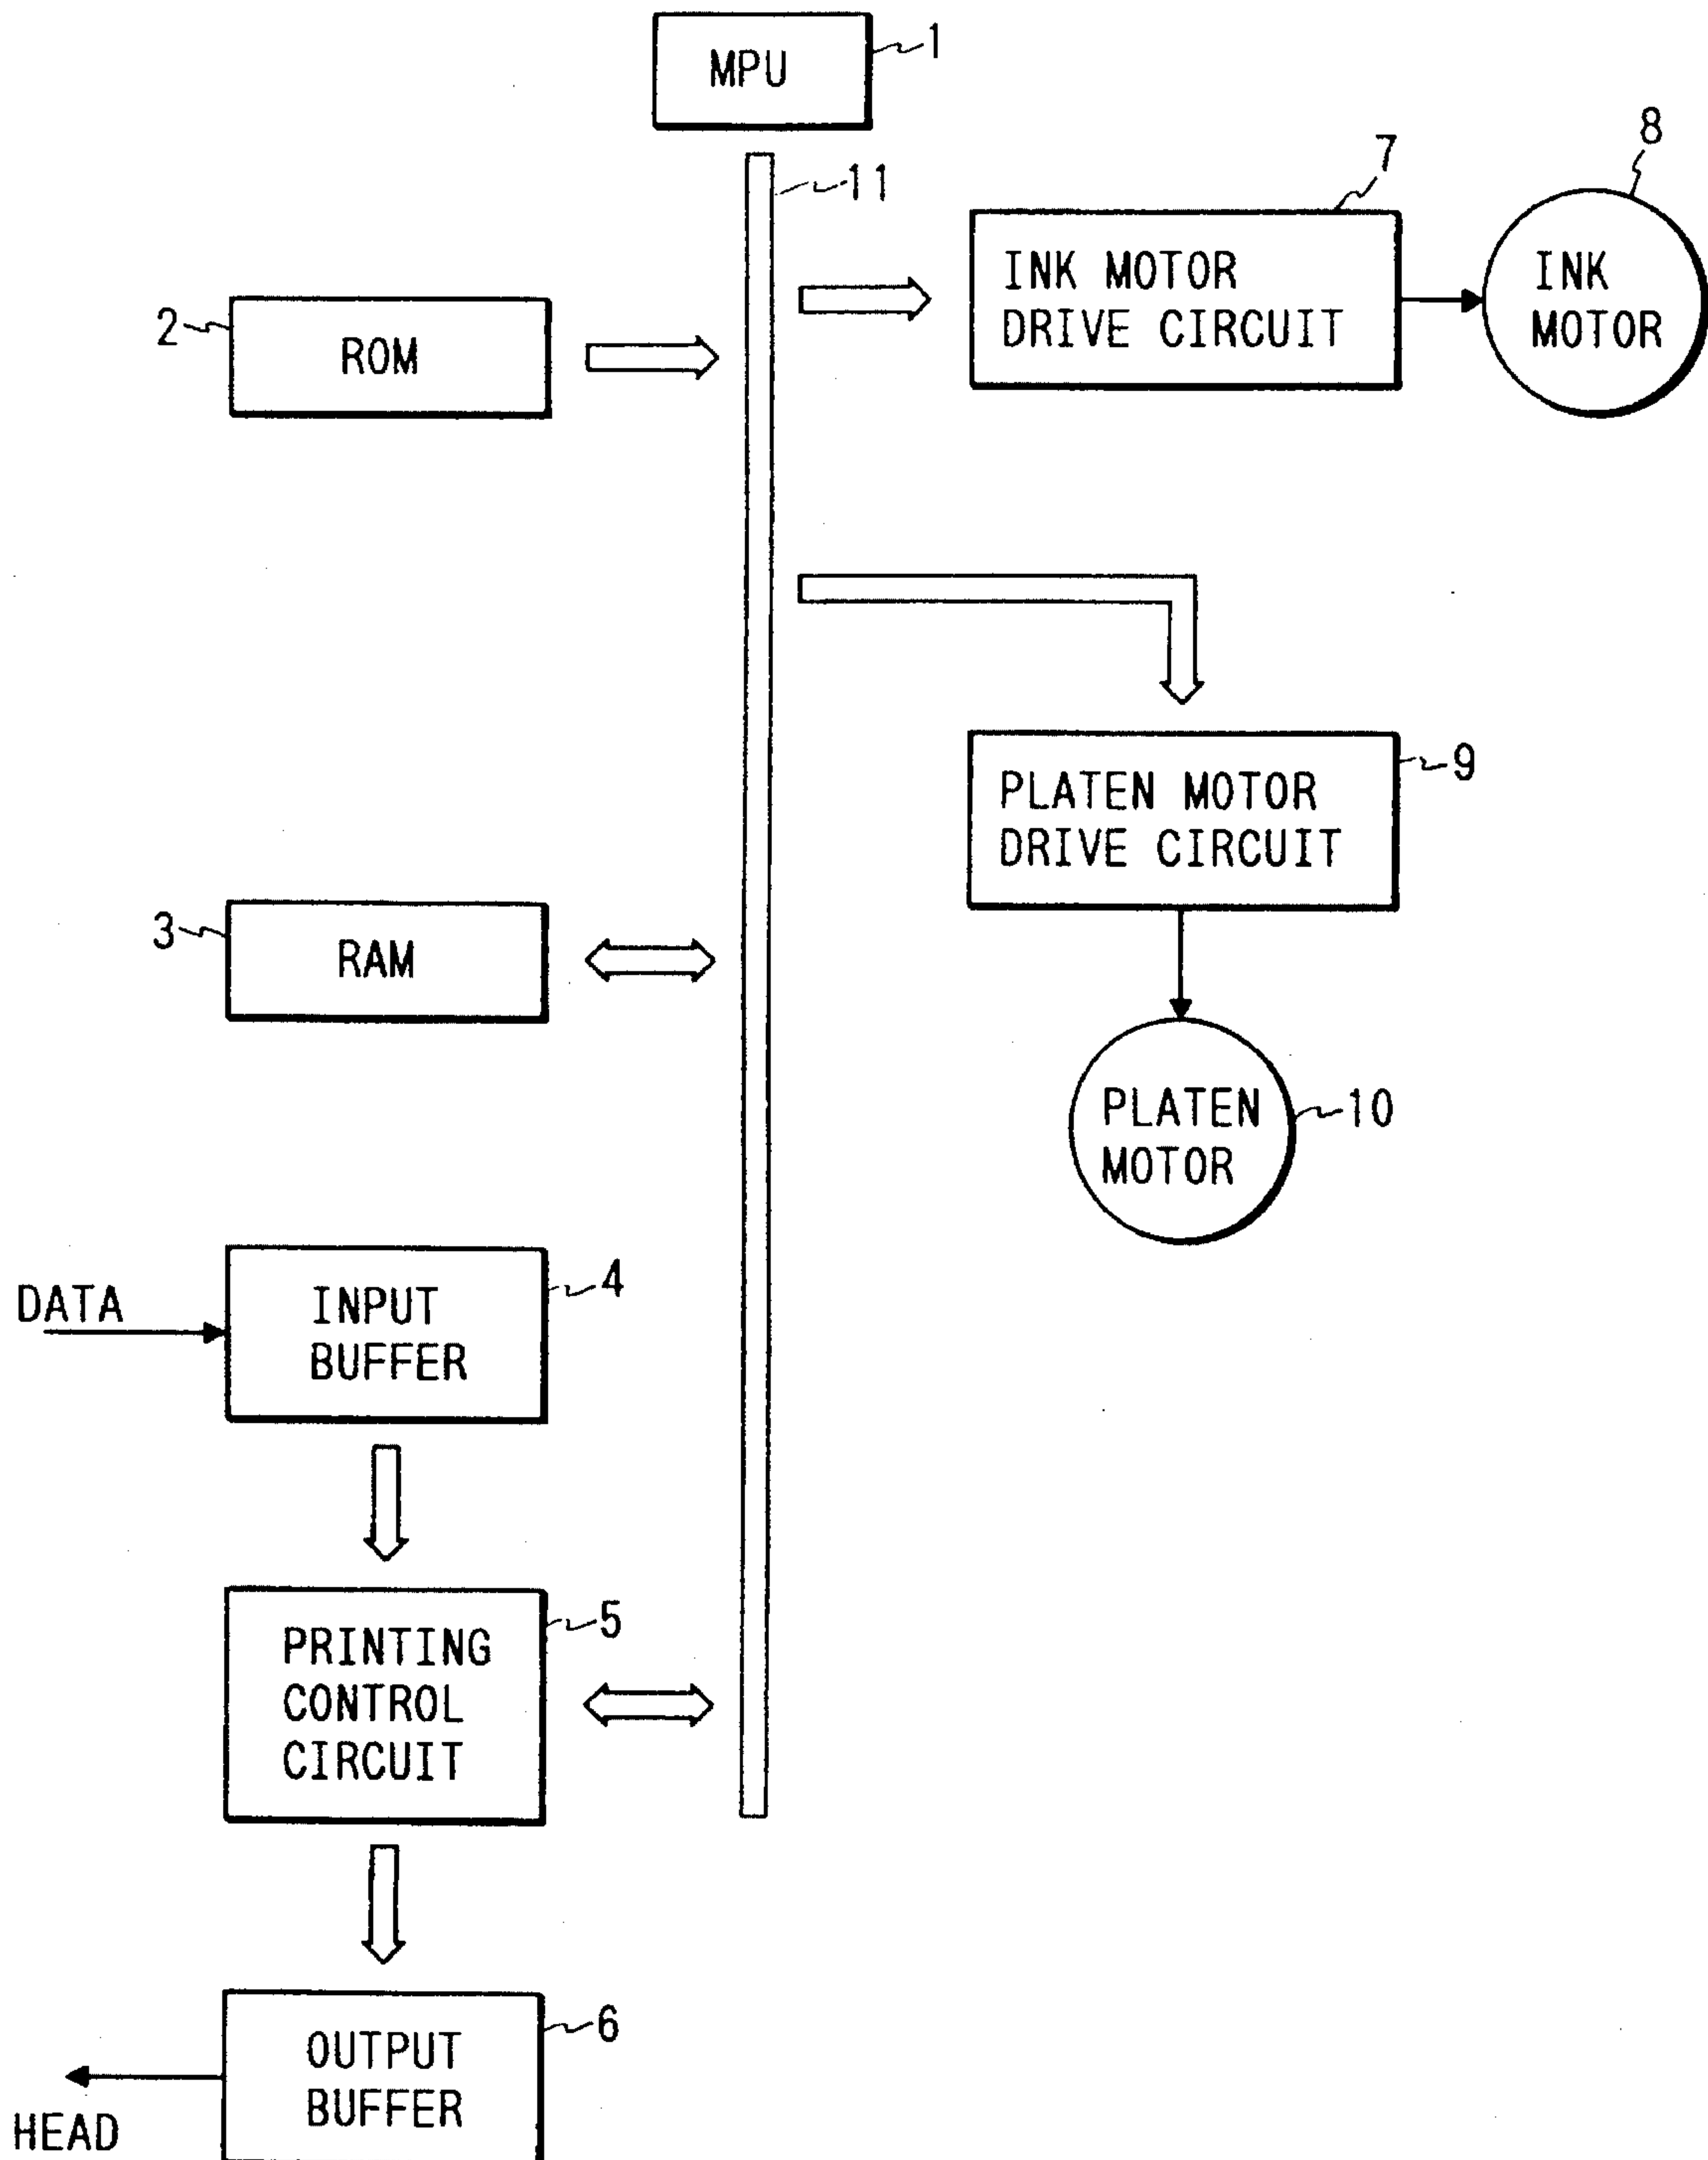 MPU
1
11
7
8
INK MOTOR
DRIVE CIRCUIT
INK
MOTOR
2
ROM
9
PLATEN MOTOR
DRIVE CIRCUIT
3
RAM
PLATEN
MOTOR
10
DATA
4
INPUT
BUFFER
5
PRINTING
CONTROL
CIRCUIT
6
OUTPUT
BUFFER
HEAD